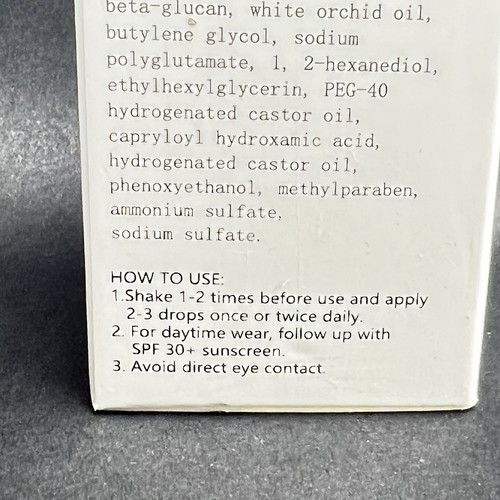 beta-glucan, white orchid oil,
butylene glycol, sodium
polyglutamate, 1, 2-hexanediol,
ethylhexylglycerin, PEG-40
hydrogenated castor oil,
capryloyl hydroxamic acid,
hydrogenated castor oil,
phenoxyethanol, methylparaben,
ammonium sulfate,
sodium sulfate.
HOW TO USE:
1.Shake 1-2 times before use and apply
2-3 drops once or twice daily.
2. For daytime wear, follow up with
SPF 30+ sunscreen.
3. Avoid direct eye contact.